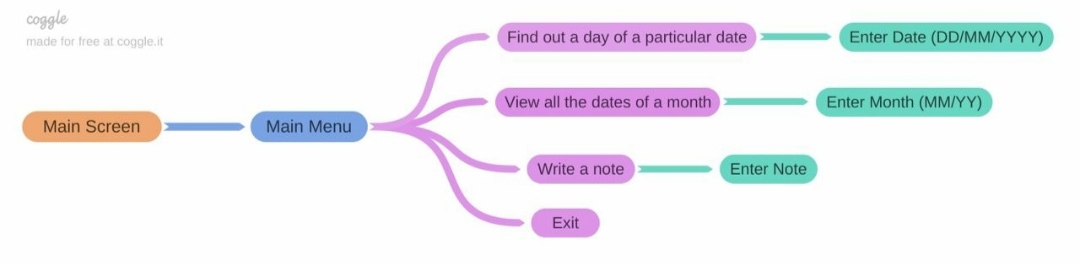 coggle
made for free at coggle.it
Main Screen
Main Menu
Find out a day of a particular date
Enter Date (DD/MM/YYYY)
View all the dates of a month
Enter Month (MM/YY)
Write a note
Enter Note
Exit